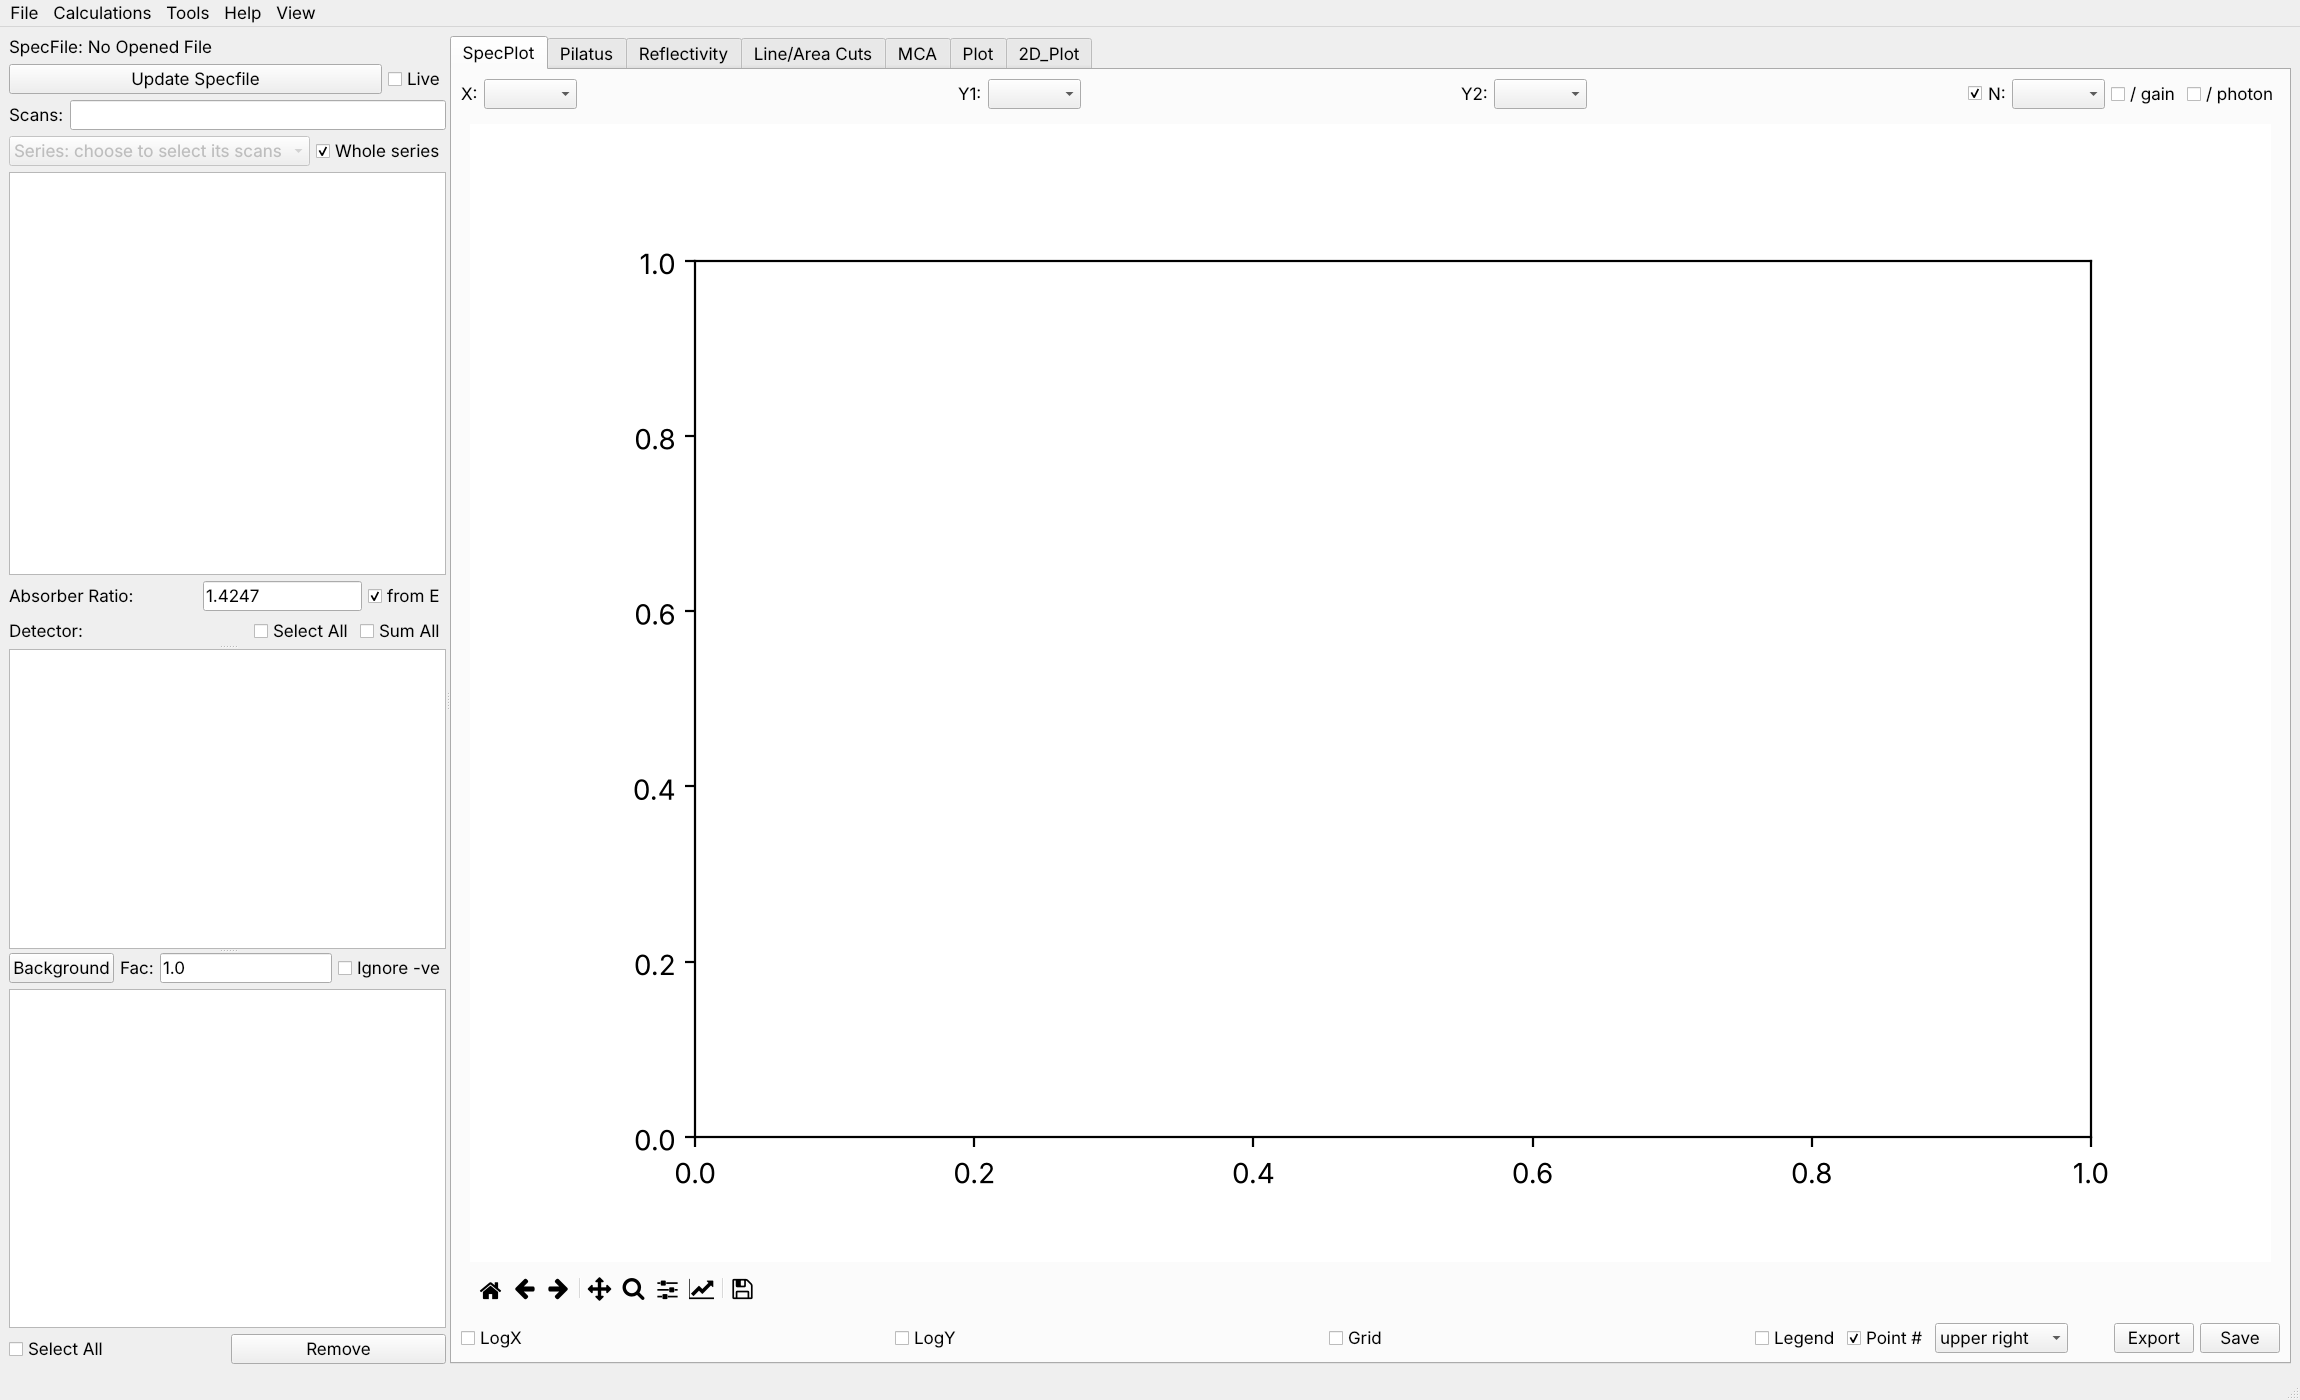 File Calculations Tools Help View
SpecFile: No Opened File
Update Specfile Live
Scans:
Series: choose to select its scans Whole series
Absorber Ratio: 1.4247 from E
Detector: Select All Sum All
Background Fac: 1.0 Ignore -ve
Select All Remove
SpecPlot Pilatus Reflectivity Line/Area Cuts MCA Plot 2D_Plot
X: Y1: Y2: N: / gain / photon
1.0
0.8
0.6
0.4
0.2
0.0
0.0 0.2 0.4 0.6 0.8 1.0
LogX LogY Grid Legend Point # upper right Export Save